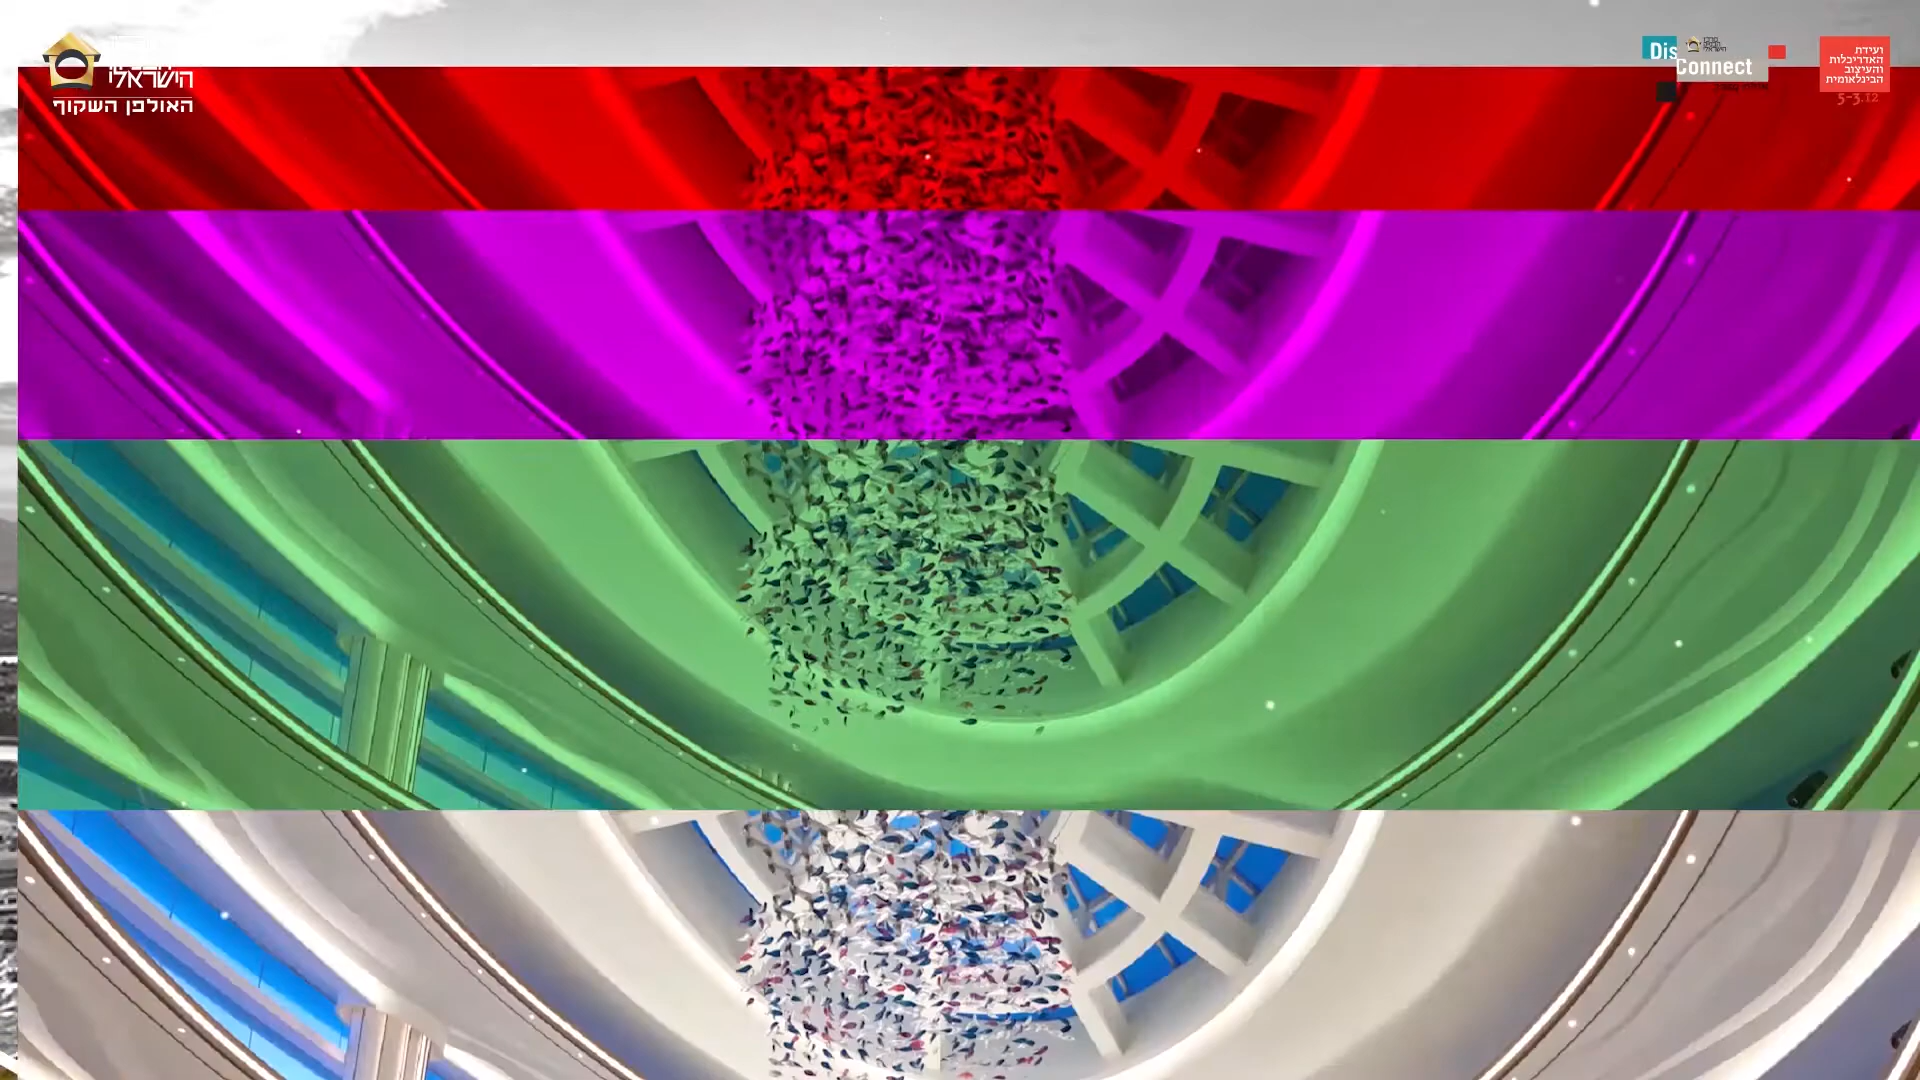 הישראלי
האולפן השקוף
Dis
Connect
ועידת
האדריכלות
והעיצוב
הבינלאומית
5-3.12